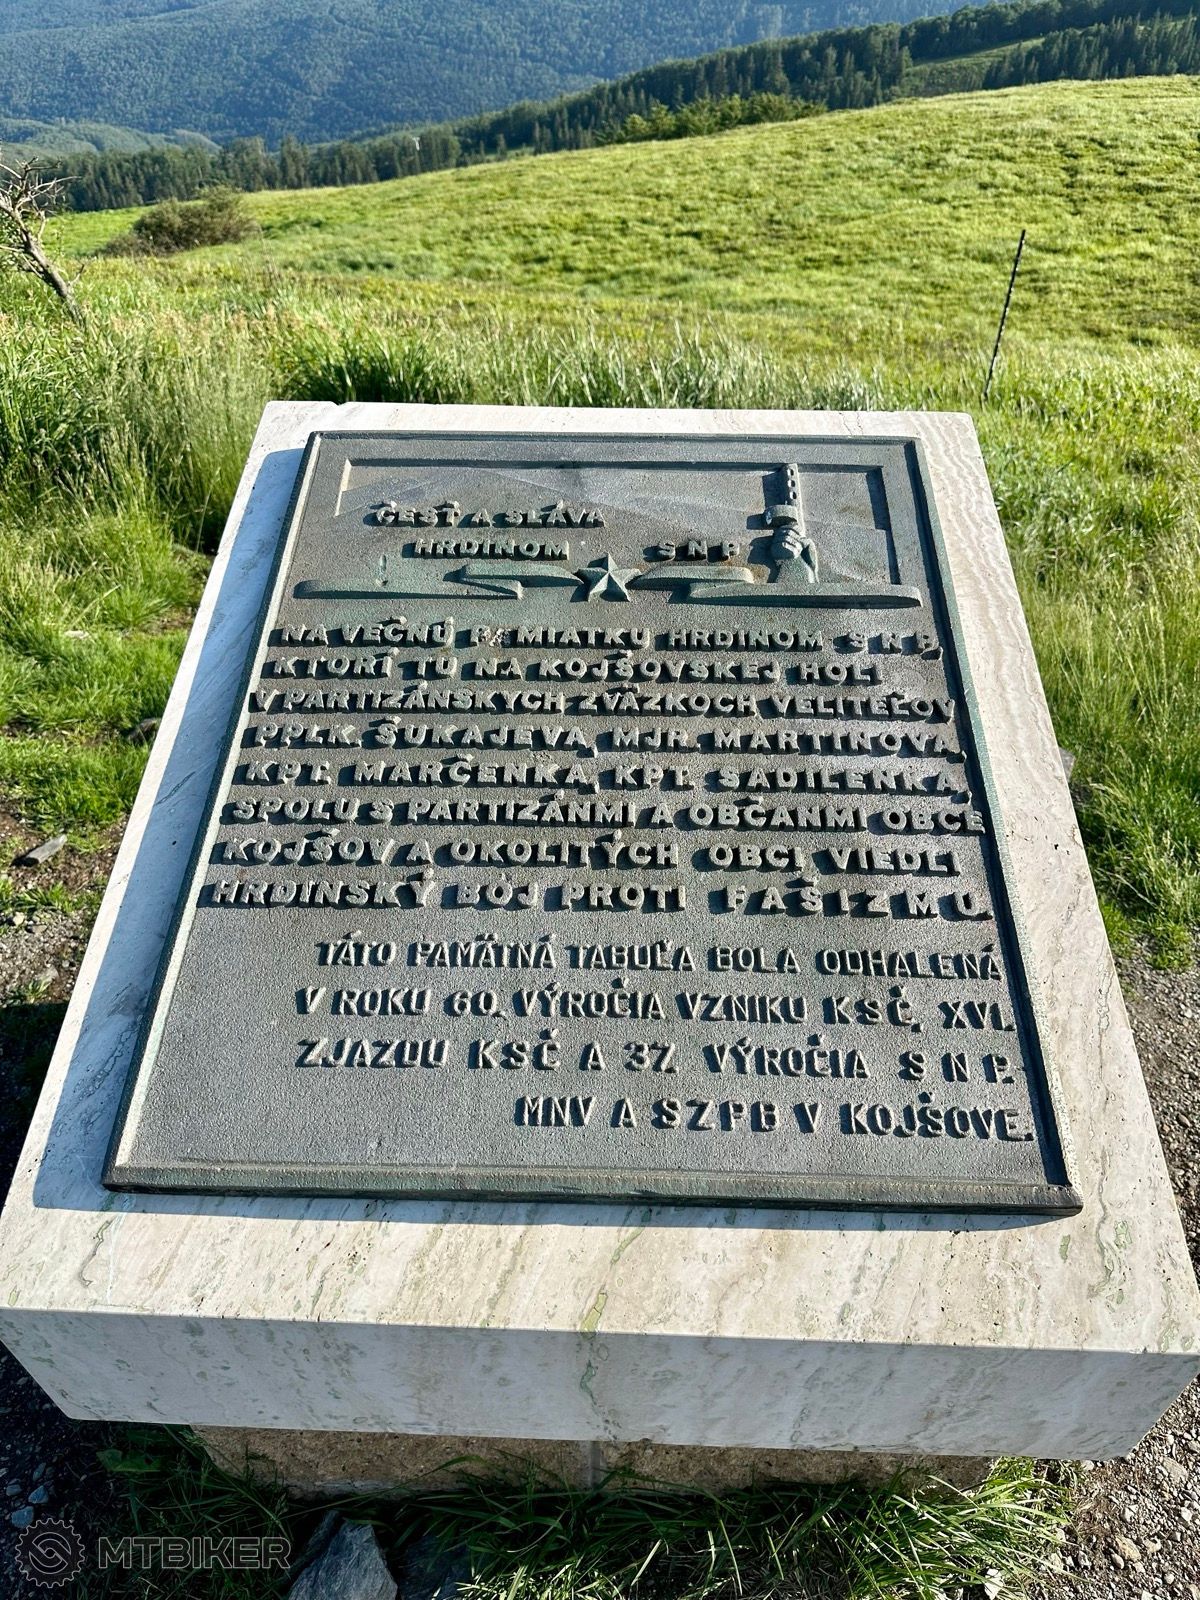 ČESŤ A SLÁVA
HRDINOM SNP
NA VEČNÚ PAMIATKU HRDINOM SNP,
KTORÍ TU NA KOJŠOVSKEJ HOLI
V PARTIZÁNSKYCH ZVÄZKOCH VELITEĽOV
PPLK. ŠUKAJEVA, MJR. MARTINOVA,
KPT. MARČENKA, KPT. SADILENKA,
SPOLU S PARTIZÁNMI A OBČANMI OBCE
KOJŠOV A OKOLITÝCH OBCI VIEDLI
HRDINSKÝ BOJ PROTI FAŠIZMU.
TÁTO PAMÄTNÁ TABUĽA BOLA ODHALENÁ
V ROKU 60. VÝROČIA VZNIKU KSČ, XVI.
ZJAZDU KSČ A 37. VÝROČIA SNP.
MNV A SZPB V KOJŠOVE.
MTBIKER